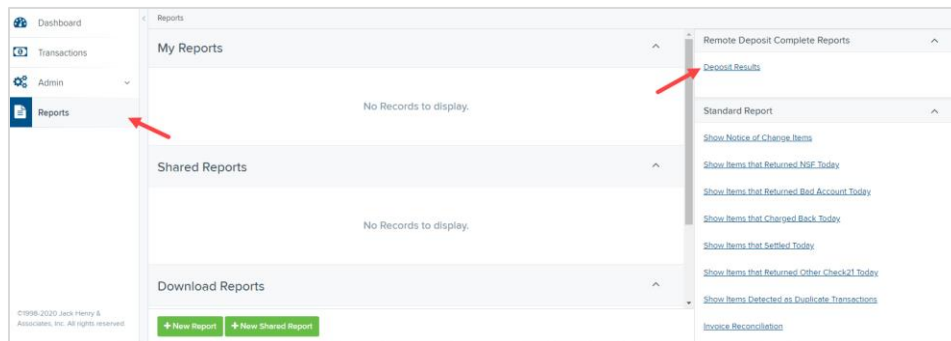 Dashboard
Transactions
Admin
Reports
©1998-2020 Jack Henry &
Associates, Inc. All rights reserved
Reports
My Reports
No Records to display.
Shared Reports
No Records to display.
Download Reports
+ New Report
+ New Shared Report
Remote Deposit Complete Reports
Deposit Results
Standard Report
Show Notice of Change Items
Show Items that Returned NSF Today
Show Items that Returned Bad Account Today
Show Items that Charged Back Today
Show Items that Settled Today
Show Items that Returned Other Check21 Today
Show Items Detected as Duplicate Transactions
Invoice Reconciliation